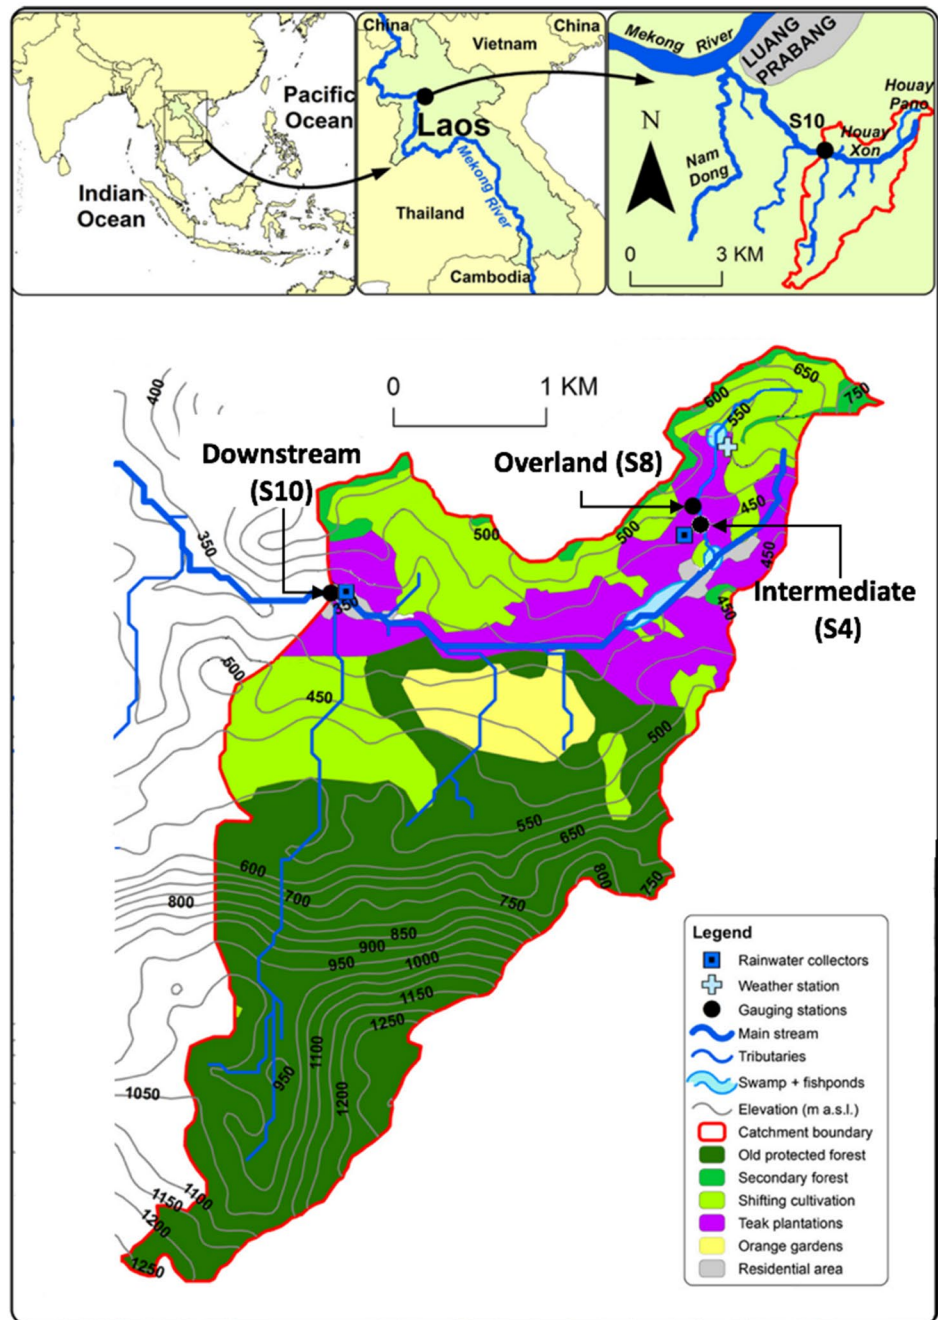 China
Vietnam
China
Pacific
Ocean
Indian
Ocean
Laos
Mekong River
Thailand
Cambodia
Mekong River
LUANG
PRABANG
Houay
Pano
S10
Houay
Xon
N
Nam
Dong
0 3 KM
0 1 KM
400
650
600
750
550
Downstream
(S10)
Overland (S8)
450
500
500
350
450
350
450
Intermediate
(S4)
500
450
500
550
650
600
800
750
700
750
800
850
900
950
1000
1150
1250
1100
950
1200
1050
1100
1150
1200
1250
Legend
Rainwater collectors
Weather station
Gauging stations
Main stream
Tributaries
Swamp + fishponds
Elevation (m a.s.l.)
Catchment boundary
Old protected forest
Secondary forest
Shifting cultivation
Teak plantations
Orange gardens
Residential area